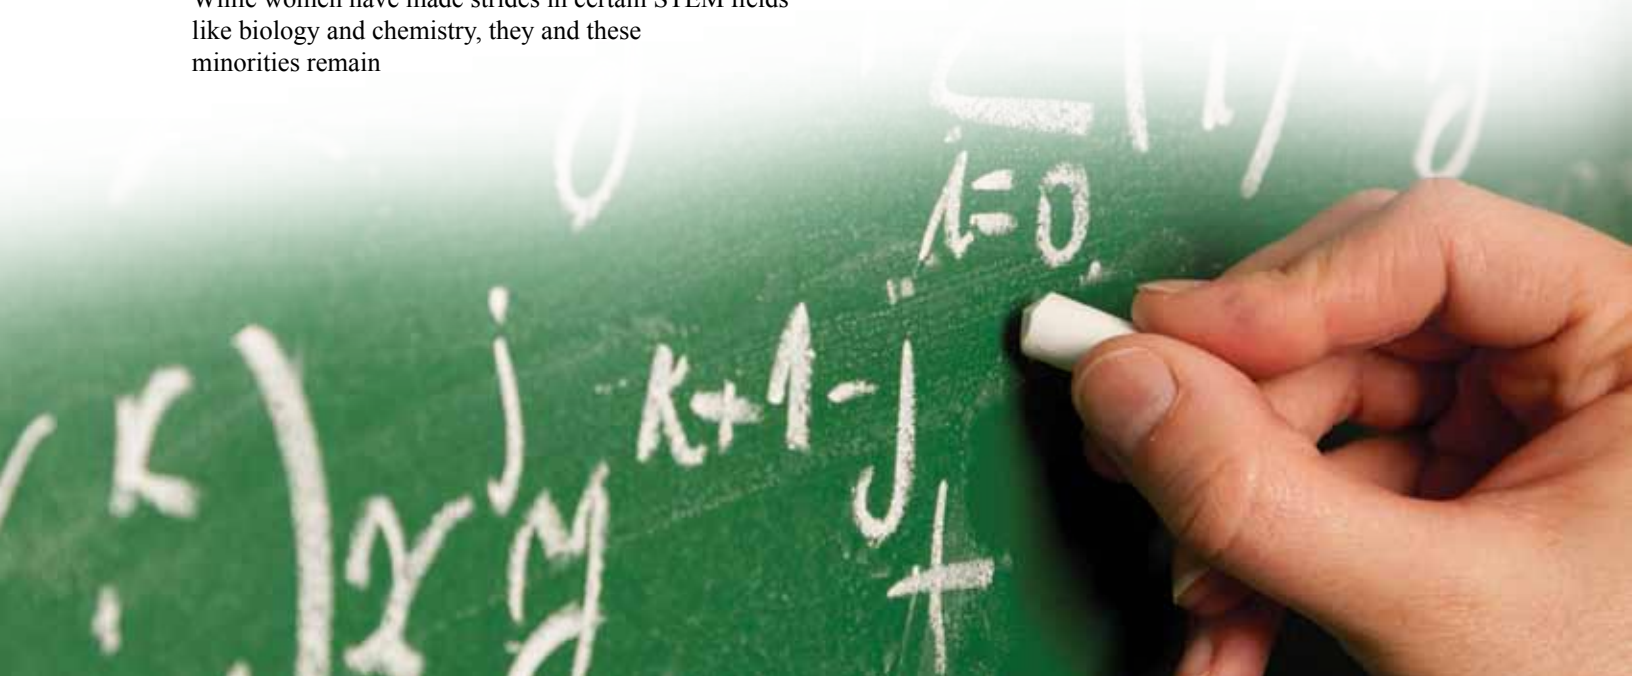 While women have made strides in certain STEM fields
like biology and chemistry, they and these
minorities remain
i=0
k
j
k+1-j
x y
+